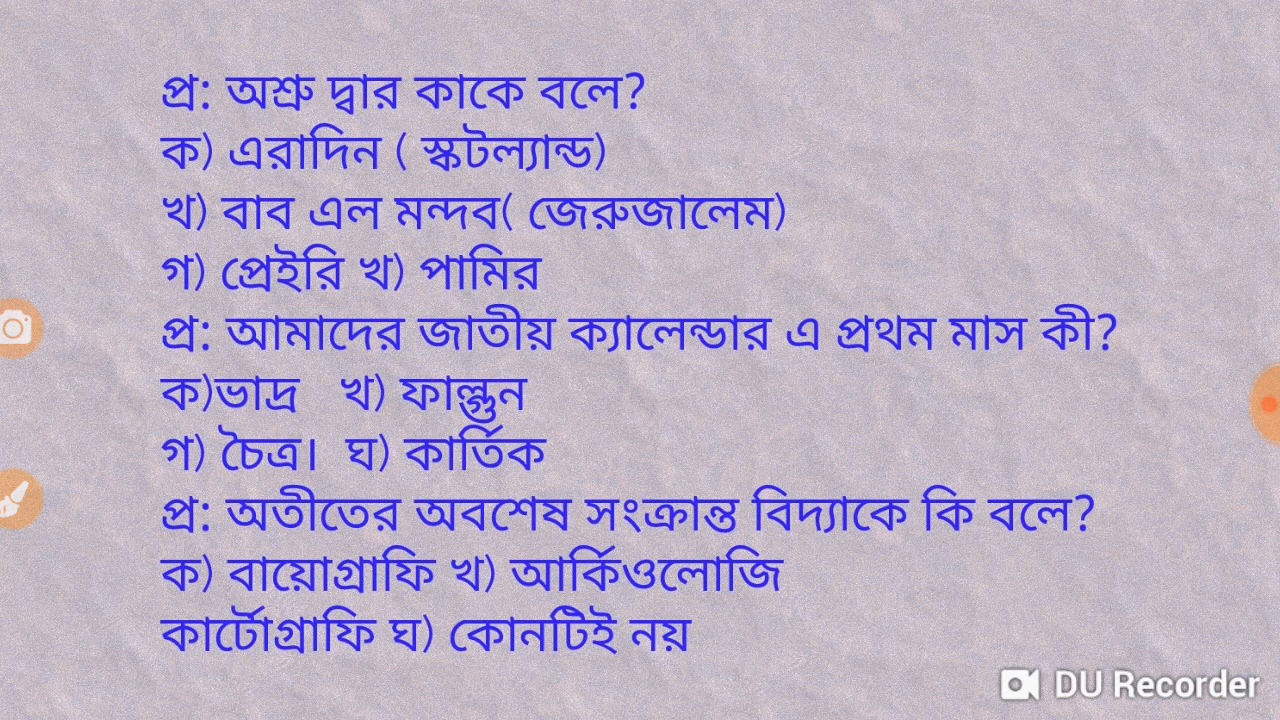 প্র: অশ্রু দ্বার কাকে বলে?
ক) এরাদিন ( স্কটল্যান্ড)
খ) বাব এল মন্দব( জেরুজালেম)
গ) প্রেইরি খ) পামির
প্র: আমাদের জাতীয় ক্যালেন্ডার এ প্রথম মাস কী?
ক)ভাদ্র   খ) ফাল্গুন
গ) চৈত্র।  ঘ) কার্তিক
প্র: অতীতের অবশেষ সংক্রান্ত বিদ্যাকে কি বলে?
ক) বায়োগ্রাফি খ) আর্কিওলোজি
কার্টোগ্রাফি ঘ) কোনটিই নয়
DU Recorder